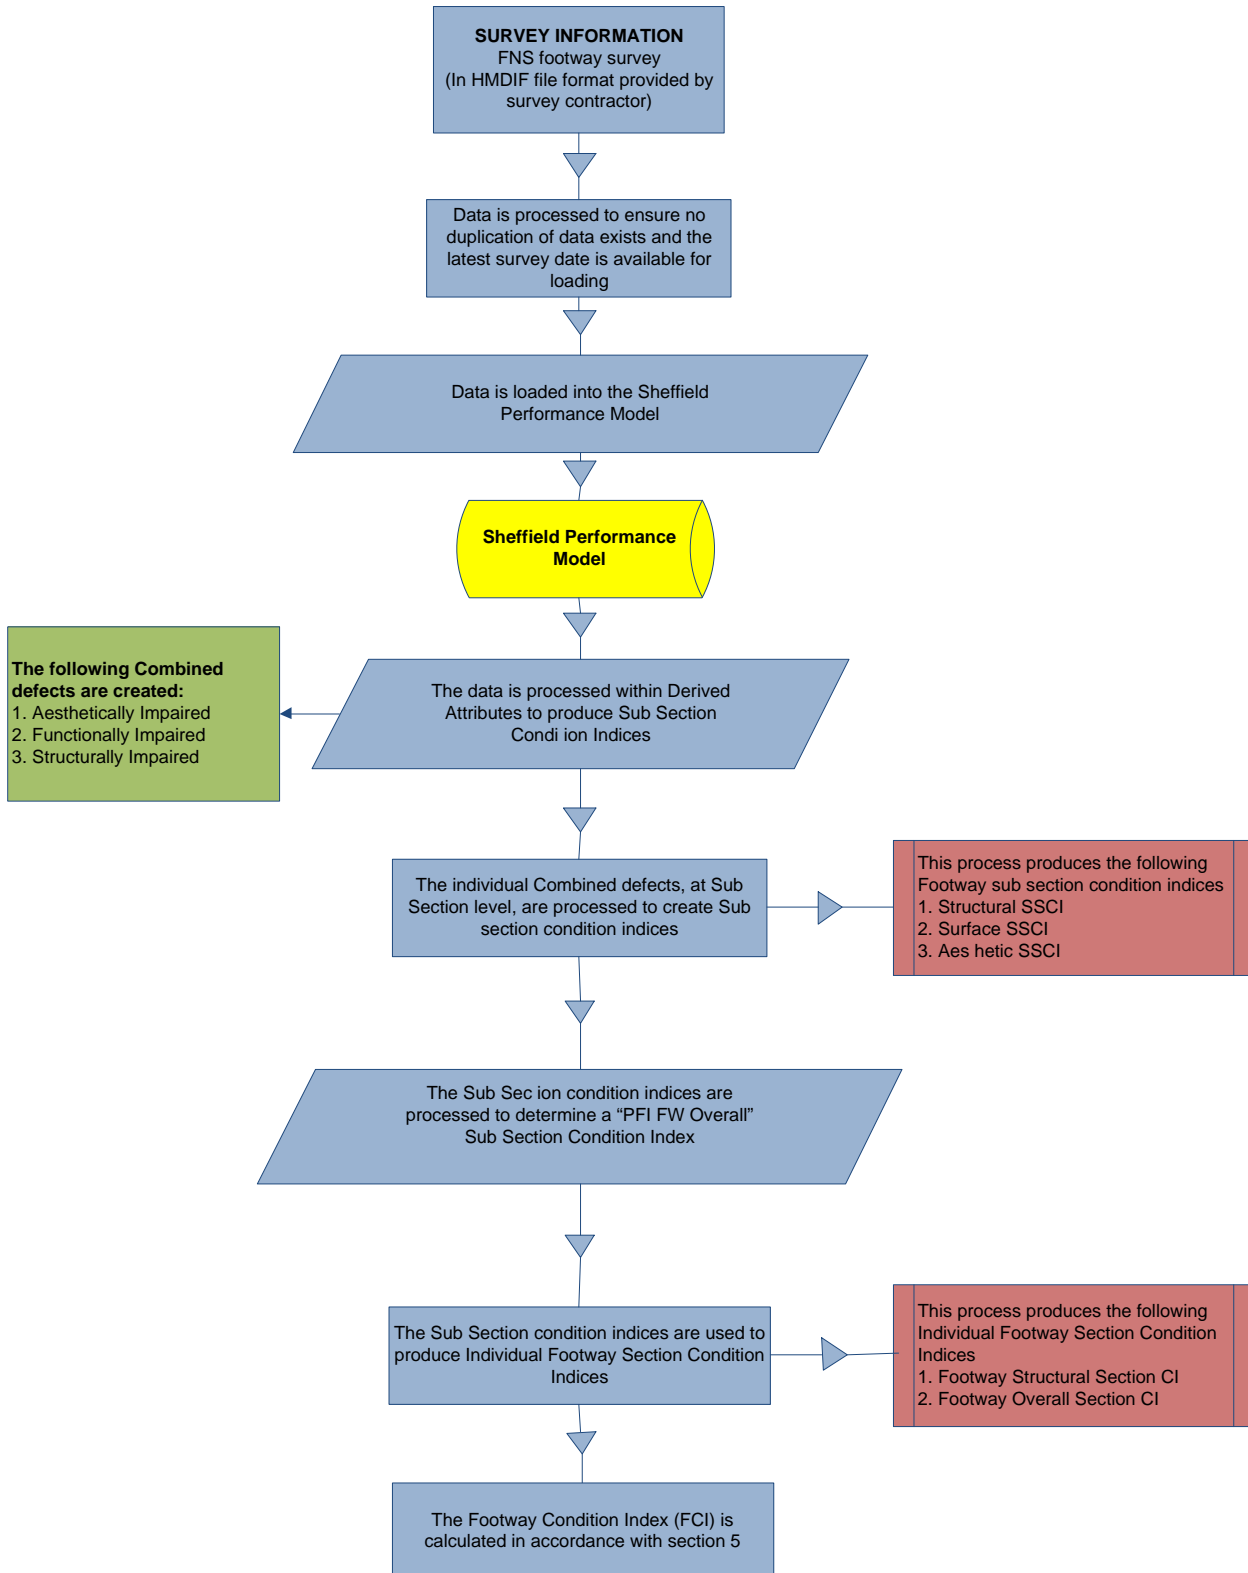 SURVEY INFORMATION
FNS footway survey
(In HMDIF file format provided by
survey contractor)
Data is processed to ensure no
duplication of data exists and the
latest survey date is available for
loading
Data is loaded into the Sheffield
Performance Model
Sheffield Performance
Model
The following Combined
defects are created:
1. Aesthetically Impaired
2. Functionally Impaired
3. Structurally Impaired
The data is processed within Derived
Attributes to produce Sub Section
Condi ion Indices
The individual Combined defects, at Sub
Section level, are processed to create Sub
section condition indices
This process produces the following
Footway sub section condition indices
1. Structural SSCI
2. Surface SSCI
3. Aes hetic SSCI
The Sub Sec ion condition indices are
processed to determine a “PFI FW Overall”
Sub Section Condition Index
The Sub Section condition indices are used to
produce Individual Footway Section Condition
Indices
This process produces the following
Individual Footway Section Condition
Indices
1. Footway Structural Section CI
2. Footway Overall Section CI
The Footway Condition Index (FCI) is
calculated in accordance with section 5